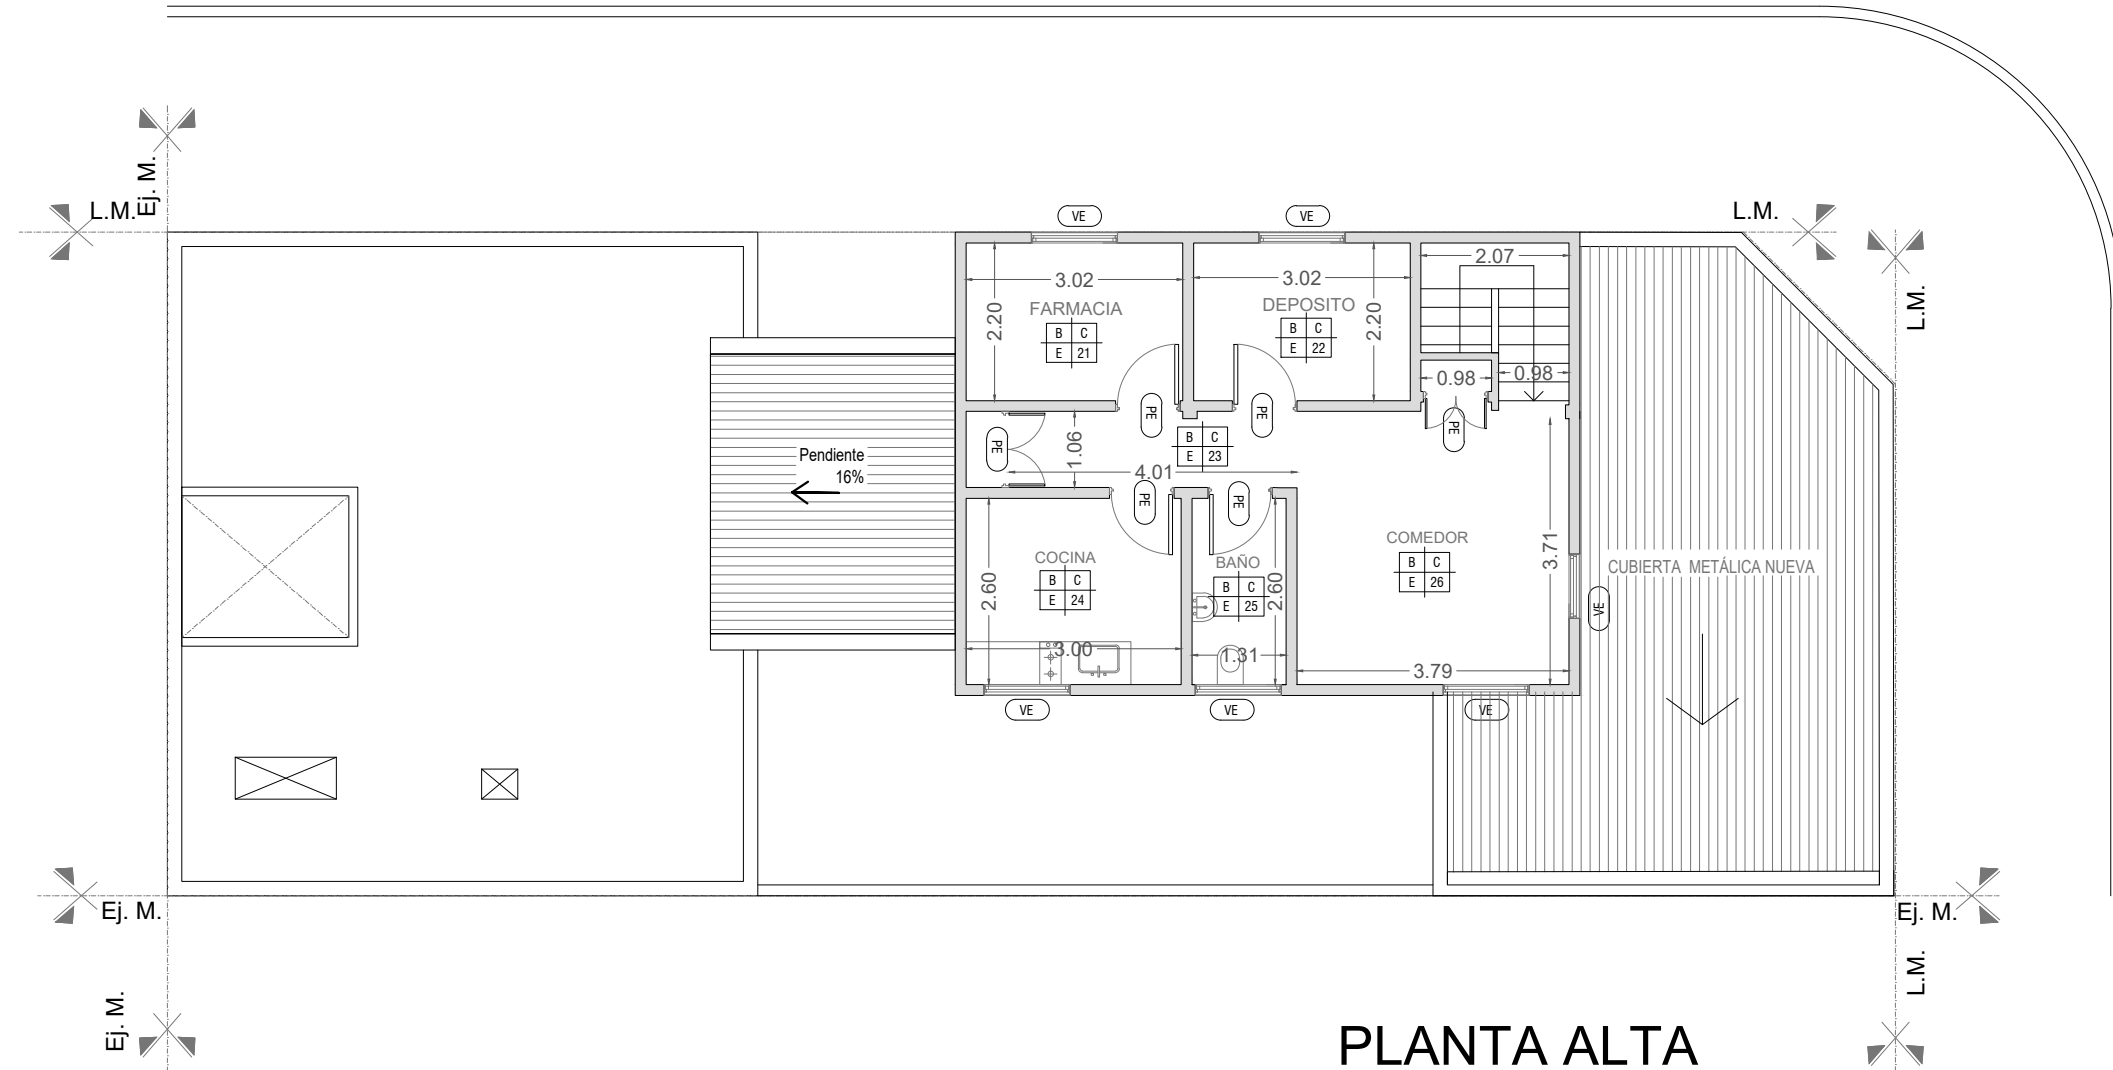 Ej. M.
L.M.
L.M.
L.M.
VE
VE
3.02
2.20
FARMACIA
B C
E 21
3.02
2.20
DEPOSITO
B C
E 22
2.07
0.98
0.98
PE
PE
PE
PE
1.06
B C
E 23
4.01
Pendiente
16%
PE
PE
COCINA
B C
E 24
2.60
3.00
BAÑO
B C
E 25
2.60
1.31
COMEDOR
B C
E 26
3.71
3.79
CUBIERTA METÁLICA NUEVA
VE
VE
VE
VE
Ej. M.
Ej. M.
Ej. M.
L.M.
PLANTA ALTA